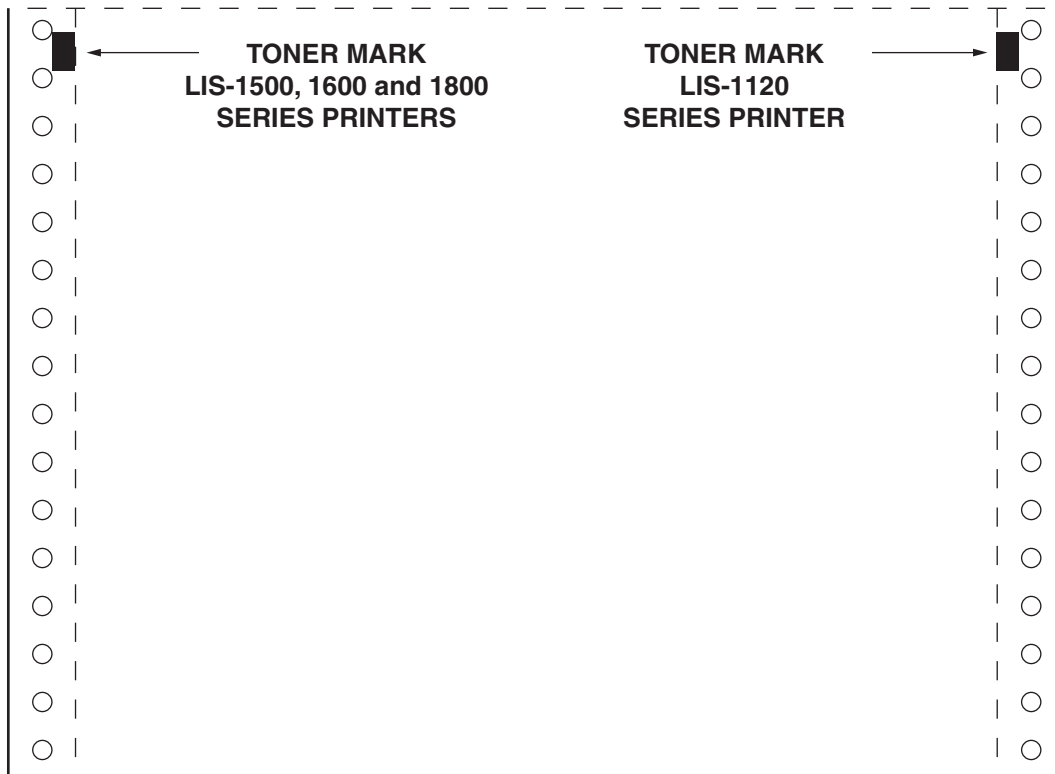 TONER MARK
LIS-1500, 1600 and 1800
SERIES PRINTERS
TONER MARK
LIS-1120
SERIES PRINTER